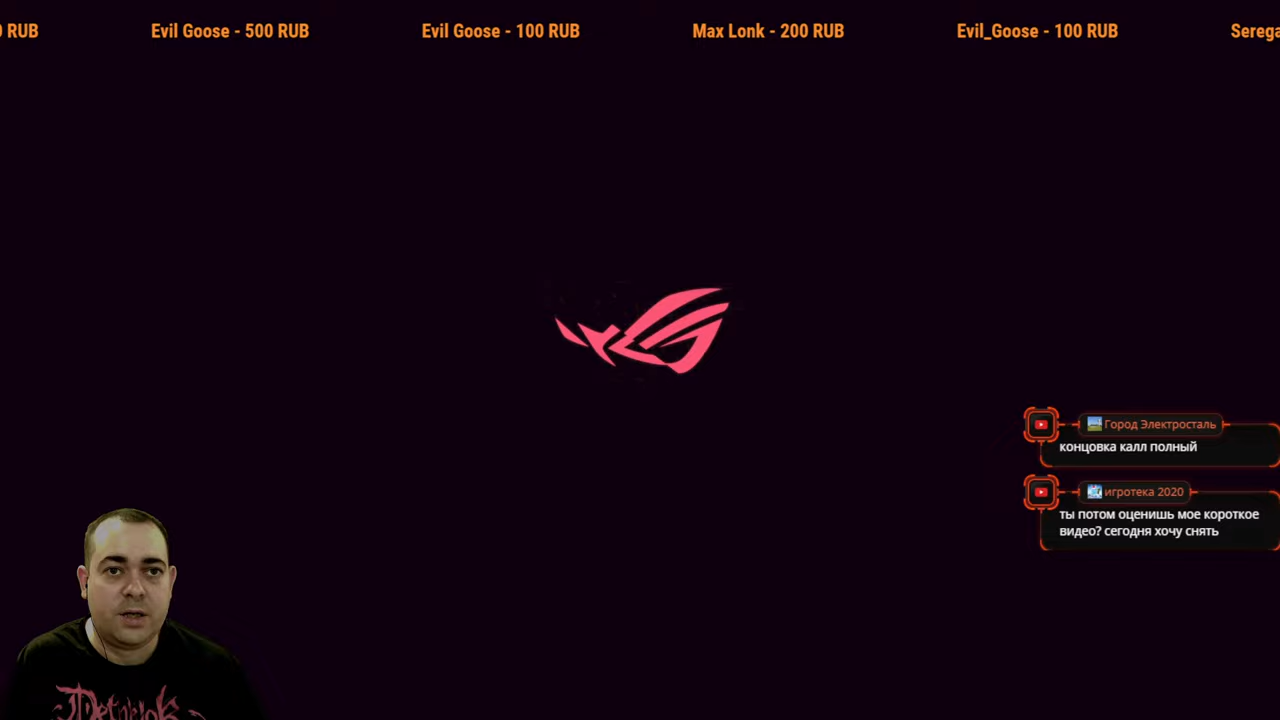 RUB
Evil Goose - 500 RUB
Evil Goose - 100 RUB
Max Lonk - 200 RUB
Evil_Goose - 100 RUB
Город Электросталь
концовка калл полный
игротека 2020
ты потом оценишь мое короткое
видео? сегодня хочу снять